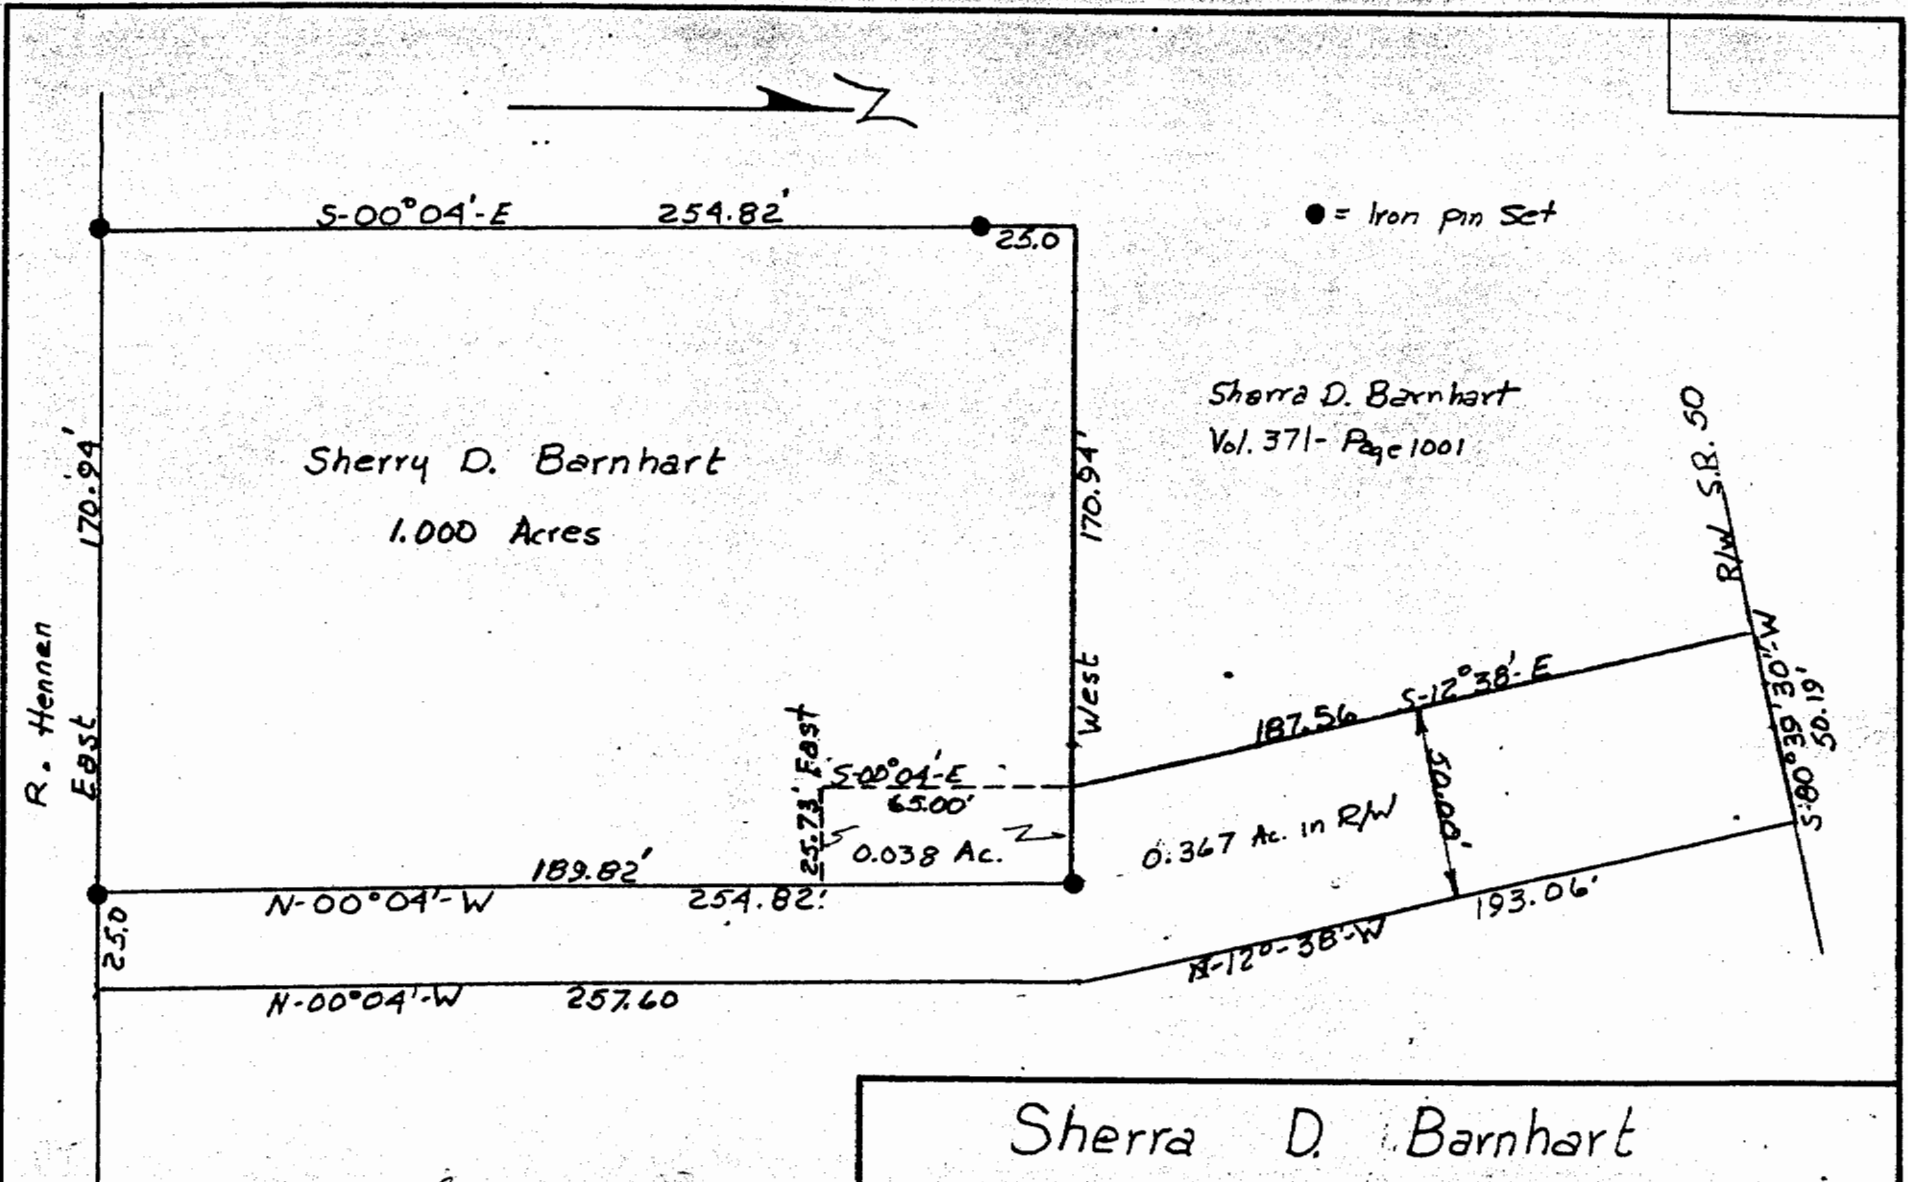 Z
S-00°04'-E 254.82'
25.0
● = Iron pin Set
Sherra D. Barnhart
Vol. 371- Page 1001
Sherry D. Barnhart
1.000 Acres
170.94'
East
R. Hennen
170.94'
West
R/W S.R. 50
S-12°38'-E
187.56
S-80°39'30"-W
50.19'
50.00'
0.367 Ac. in R/W
25.73' East
S-00°04'-E
65.00'
0.038 Ac.
189.82'
N-00°04'-W 254.82'
25.0
193.06'
N-12°-38'-W
N-00°04'-W 257.60
Sherra D. Barnhart